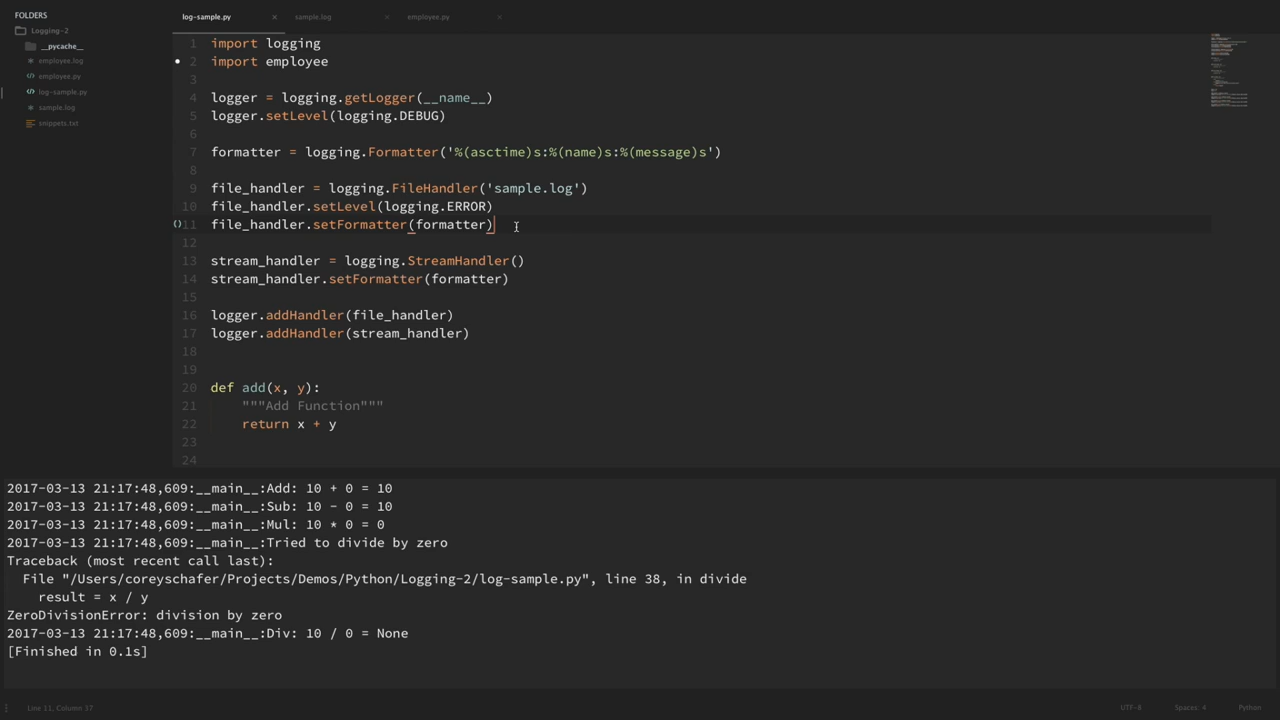 FOLDERS
Logging-2
__pycache__
employee.log
employee.py
log-sample.py
sample.log
snippets.txt
log-sample.py × sample.log × employee.py ×
1 import logging
2 import employee
3
4 logger = logging.getLogger(__name__)
5 logger.setLevel(logging.DEBUG)
6
7 formatter = logging.Formatter('%(asctime)s:%(name)s:%(message)s')
8
9 file_handler = logging.FileHandler('sample.log')
10 file_handler.setLevel(logging.ERROR)
11 file_handler.setFormatter(formatter)
12
13 stream_handler = logging.StreamHandler()
14 stream_handler.setFormatter(formatter)
15
16 logger.addHandler(file_handler)
17 logger.addHandler(stream_handler)
18
19
20 def add(x, y):
21     """Add Function"""
22     return x + y
23
24
2017-03-13 21:17:48,609:__main__:Add: 10 + 0 = 10
2017-03-13 21:17:48,609:__main__:Sub: 10 - 0 = 10
2017-03-13 21:17:48,609:__main__:Mul: 10 * 0 = 0
2017-03-13 21:17:48,609:__main__:Tried to divide by zero
Traceback (most recent call last):
  File "/Users/coreyschafer/Projects/Demos/Python/Logging-2/log-sample.py", line 38, in divide
    result = x / y
ZeroDivisionError: division by zero
2017-03-13 21:17:48,609:__main__:Div: 10 / 0 = None
[Finished in 0.1s]
Line 11, Column 37 UTF-8 Spaces: 4 Python